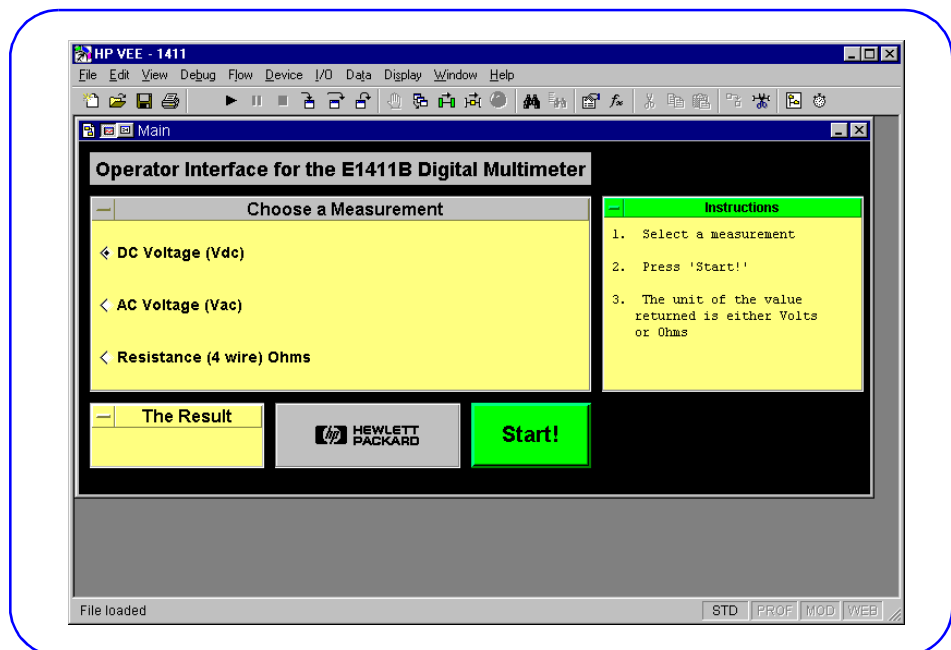 HP VEE - 1411
File Edit View Debug Flow Device I/O Data Display Window Help
Main
Operator Interface for the E1411B Digital Multimeter
Choose a Measurement
DC Voltage (Vdc)
AC Voltage (Vac)
Resistance (4 wire) Ohms
Instructions
1. Select a measurement
2. Press 'Start!'
3. The unit of the value
returned is either Volts
or Ohms
The Result
hp HEWLETT
PACKARD
Start!
File loaded
STD PROF MOD WEB